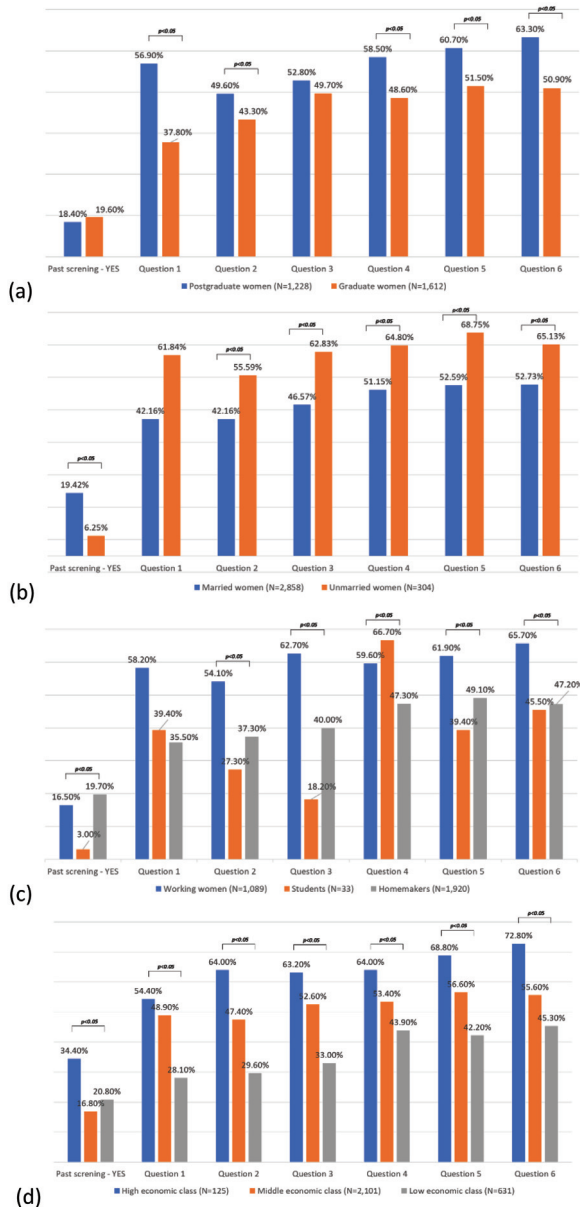 p<0.05
p<0.05
p<0.05
p<0.05
p<0.05
56.90%
49.60%
52.80%
58.50%
60.70%
63.30%
37.80%
43.30%
49.70%
48.60%
51.50%
50.90%
18.40%
19.60%
Past screning - YES Question 1 Question 2 Question 3 Question 4 Question 5 Question 6
Postgraduate women (N=1,228) Graduate women (N=1,612)
(a)
p<0.05
p<0.05
p<0.05
p<0.05
p<0.05
p<0.05
19.42%
6.25%
42.16%
61.84%
42.16%
55.59%
46.57%
62.83%
51.15%
64.80%
52.59%
68.75%
52.73%
65.13%
Past screning - YES Question 1 Question 2 Question 3 Question 4 Question 5 Question 6
Married women (N=2,858) Unmarried women (N=304)
(b)
p<0.05
p<0.05
p<0.05
p<0.05
p<0.05
p<0.05
16.50%
3.00%
19.70%
58.20%
39.40%
35.50%
54.10%
27.30%
37.30%
62.70%
18.20%
40.00%
59.60%
66.70%
47.30%
61.90%
39.40%
49.10%
65.70%
45.50%
47.20%
Past screning - YES Question 1 Question 2 Question 3 Question 4 Question 5 Question 6
Working women (N=1,089) Students (N=33) Homemakers (N=1,920)
(c)
p<0.05
p<0.05
p<0.05
p<0.05
p<0.05
p<0.05
p<0.05
34.40%
16.80%
20.80%
54.40%
48.90%
28.10%
64.00%
47.40%
29.60%
63.20%
52.60%
33.00%
64.00%
53.40%
43.90%
68.80%
56.60%
42.20%
72.80%
55.60%
45.30%
Past screning - YES Question 1 Question 2 Question 3 Question 4 Question 5 Question 6
High economic class (N=125) Middle economic class (N=2,101) Low economic class (N=631)
(d)